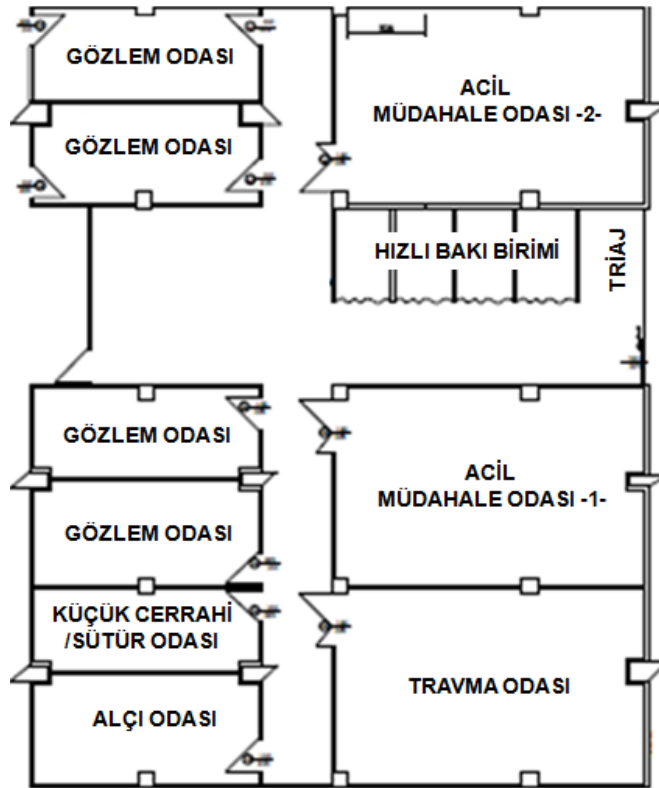 GÖZLEM ODASI
ACİL
MÜDAHALE ODASI -2-
GÖZLEM ODASI
HIZLI BAKI BİRİMİ
TRİAJ
GÖZLEM ODASI
ACİL
MÜDAHALE ODASI -1-
GÖZLEM ODASI
KÜÇÜK CERRAHİ
/SÜTÜR ODASI
TRAVMA ODASI
ALÇI ODASI